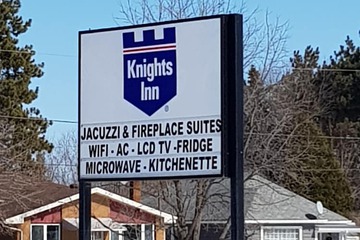 Knights
Inn
JACUZZI & FIREPLACE SUITES
WIFI - AC - LCD TV - FRIDGE
MICROWAVE - KITCHENETTE